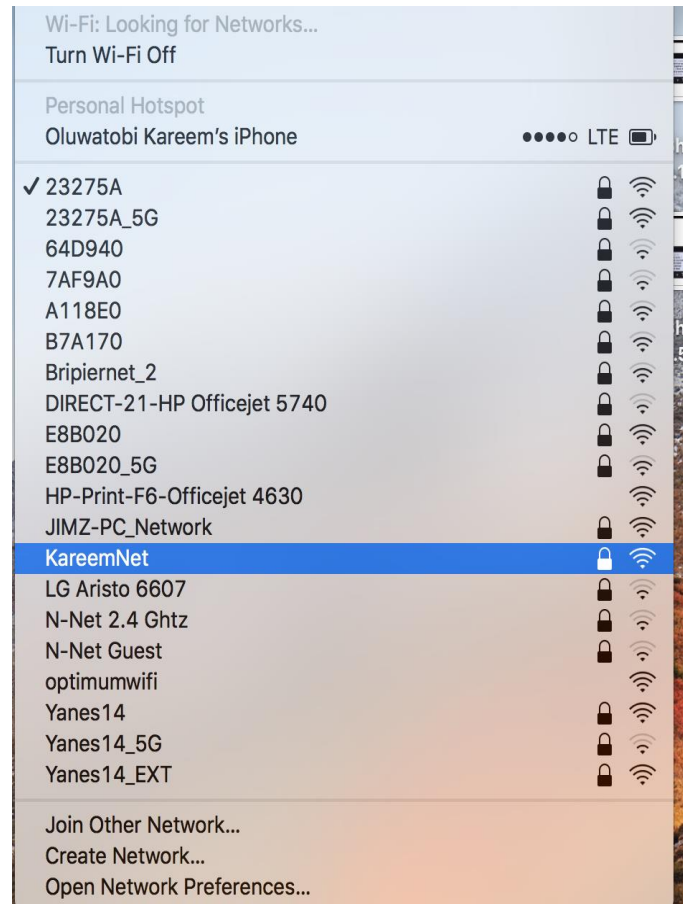 Wi-Fi: Looking for Networks...
Turn Wi-Fi Off
Personal Hotspot
Oluwatobi Kareem's iPhone LTE
23275A
23275A_5G
64D940
7AF9A0
A118E0
B7A170
Bripiernet_2
DIRECT-21-HP Officejet 5740
E8B020
E8B020_5G
HP-Print-F6-Officejet 4630
JIMZ-PC_Network
KareemNet
LG Aristo 6607
N-Net 2.4 Ghtz
N-Net Guest
optimumwifi
Yanes14
Yanes14_5G
Yanes14_EXT
Join Other Network...
Create Network...
Open Network Preferences...